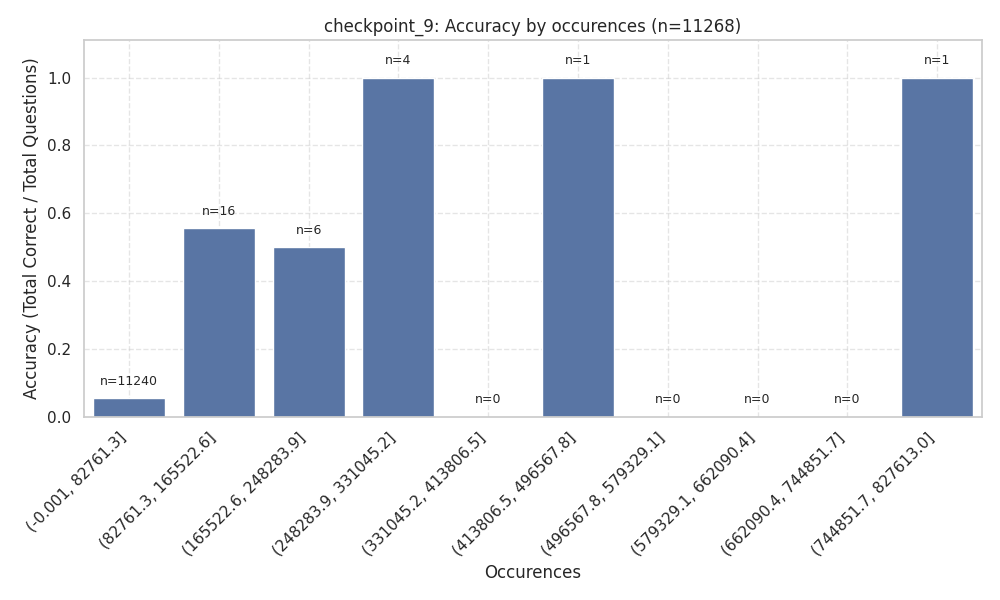 checkpoint_9: Accuracy by occurences (n=11268)
Accuracy (Total Correct / Total Questions)
1.0
0.8
0.6
0.4
0.2
0.0
n=11240
n=16
n=6
n=4
n=0
n=1
n=0
n=0
n=0
n=1
(-0.001, 82761.3]
(82761.3, 165522.6]
(165522.6, 248283.9]
(248283.9, 331045.2]
(331045.2, 413806.5]
(413806.5, 496567.8]
(496567.8, 579329.1]
(579329.1, 662090.4]
(662090.4, 744851.7]
(744851.7, 827613.0]
Occurences